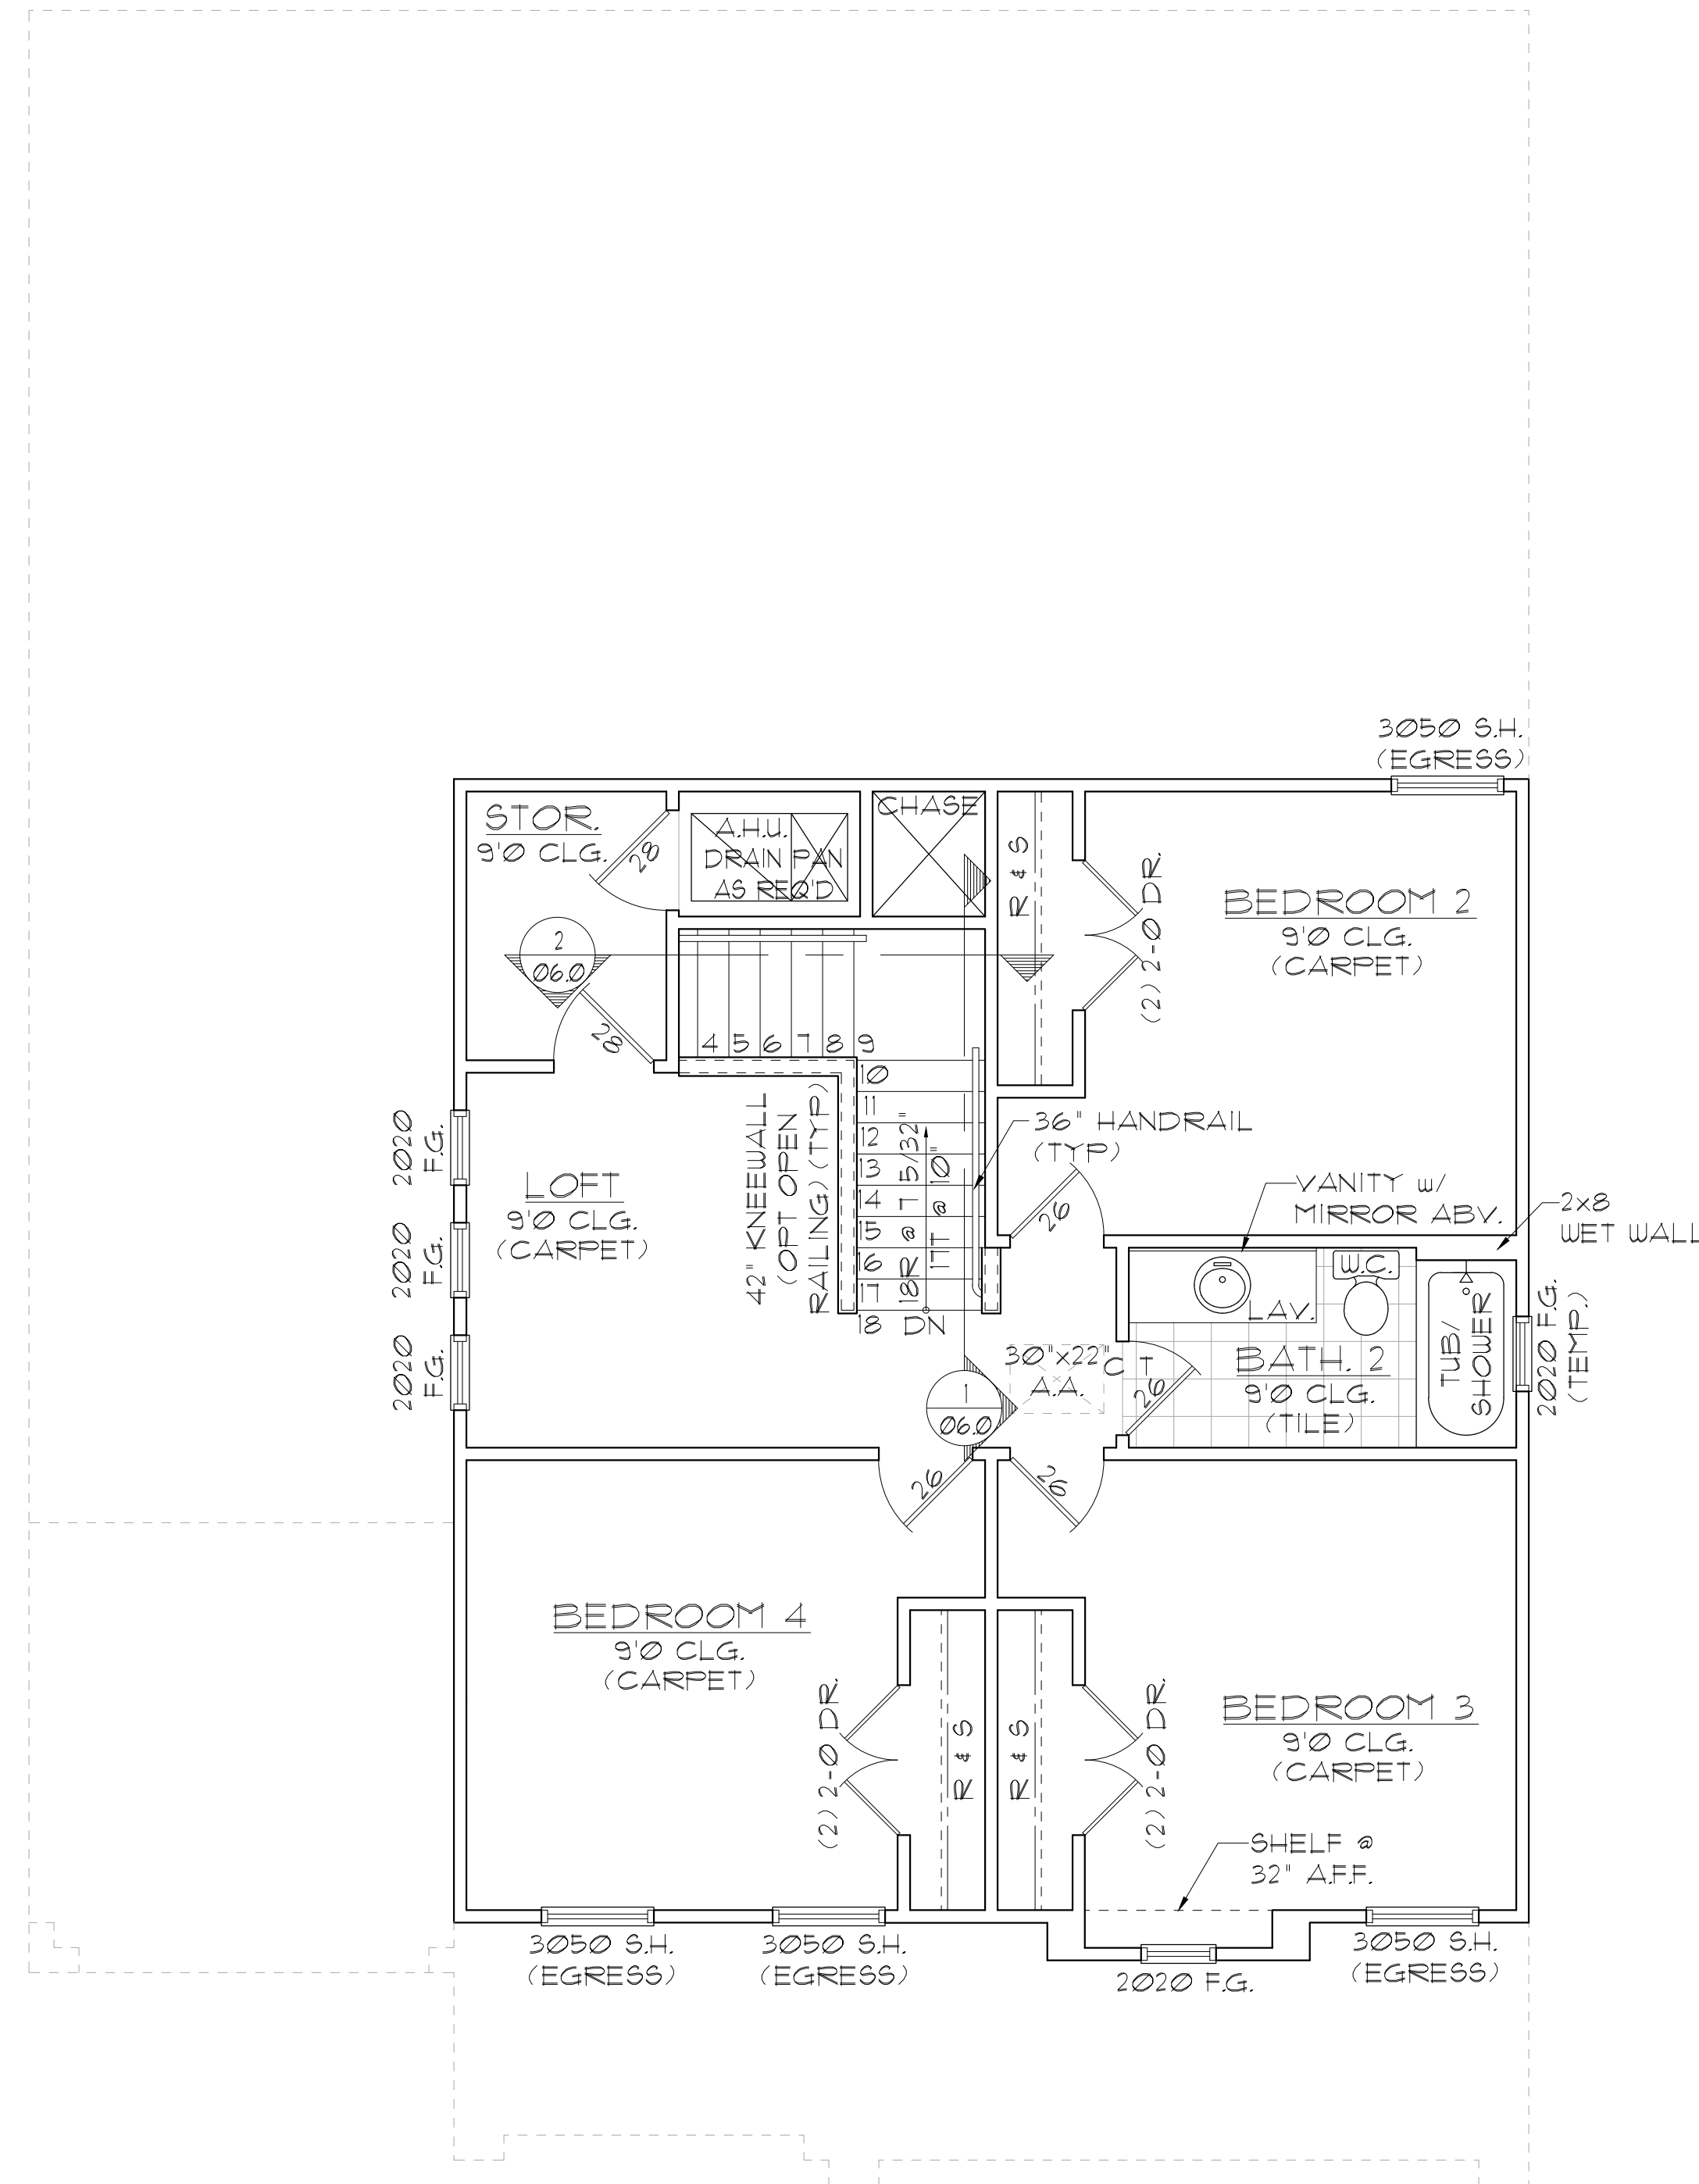 3050 S.H.
(EGRESS)
STOR.
9'0 CLG.
28
A.H.U.
DRAIN PAN
AS REQ'D
CHASE
R & S
(2) 2-0 DR.
BEDROOM 2
9'0 CLG.
(CARPET)
2
06.0
28
4 5 6 7 8 9
10
11
12
13
14
15
16
17
18 DN
18R @ 7 5/32"
17T @ 10"
42" KNEEWALL
(OPT OPEN
RAILING) (TYP)
36" HANDRAIL
(TYP)
2020
F.G.
2020
F.G.
2020
F.G.
LOFT
9'0 CLG.
(CARPET)
26
VANITY w/
MIRROR ABV.
2x8
WET WALL
W.C.
LAV.
TUB/
SHOWER
2020 F.G.
(TEMP.)
BATH. 2
9'0 CLG.
(TILE)
30"x22"
A.A.
C T
26
1
06.0
26
26
BEDROOM 4
9'0 CLG.
(CARPET)
(2) 2-0 DR.
R & S
R & S
(2) 2-0 DR.
BEDROOM 3
9'0 CLG.
(CARPET)
SHELF @
32" A.F.F.
3050 S.H.
(EGRESS)
3050 S.H.
(EGRESS)
2020 F.G.
3050 S.H.
(EGRESS)